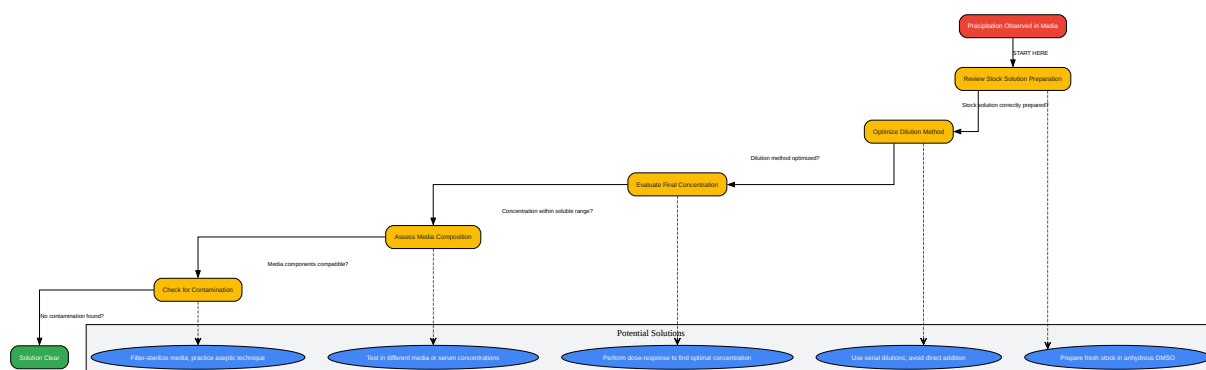 Precipitation Observed in Media
START HERE
Review Stock Solution Preparation
Stock solution correctly prepared?
Optimize Dilution Method
Dilution method optimized?
Evaluate Final Concentration
Concentration within soluble range?
Assess Media Composition
Media components compatible?
Check for Contamination
No contamination found?
Potential Solutions
Solution Clear
Filter-sterilize media, practice aseptic technique
Test in different media or serum concentrations
Perform dose-response to find optimal concentration
Use serial dilutions; avoid direct addition
Prepare fresh stock in anhydrous DMSO